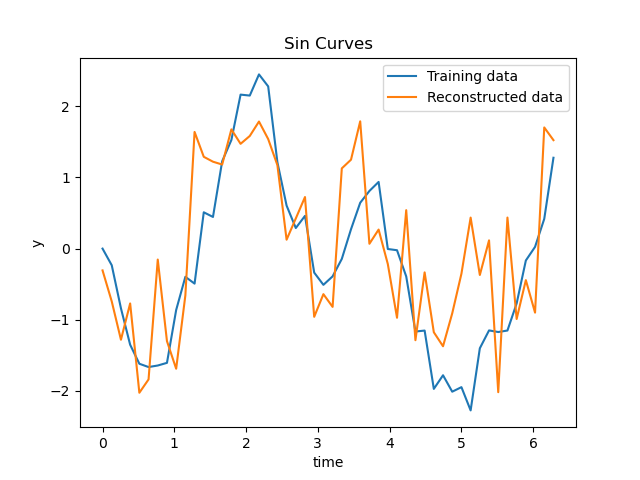 Sin Curves
Training data
Reconstructed data
y
2
1
0
−1
−2
0 1 2 3 4 5 6
time